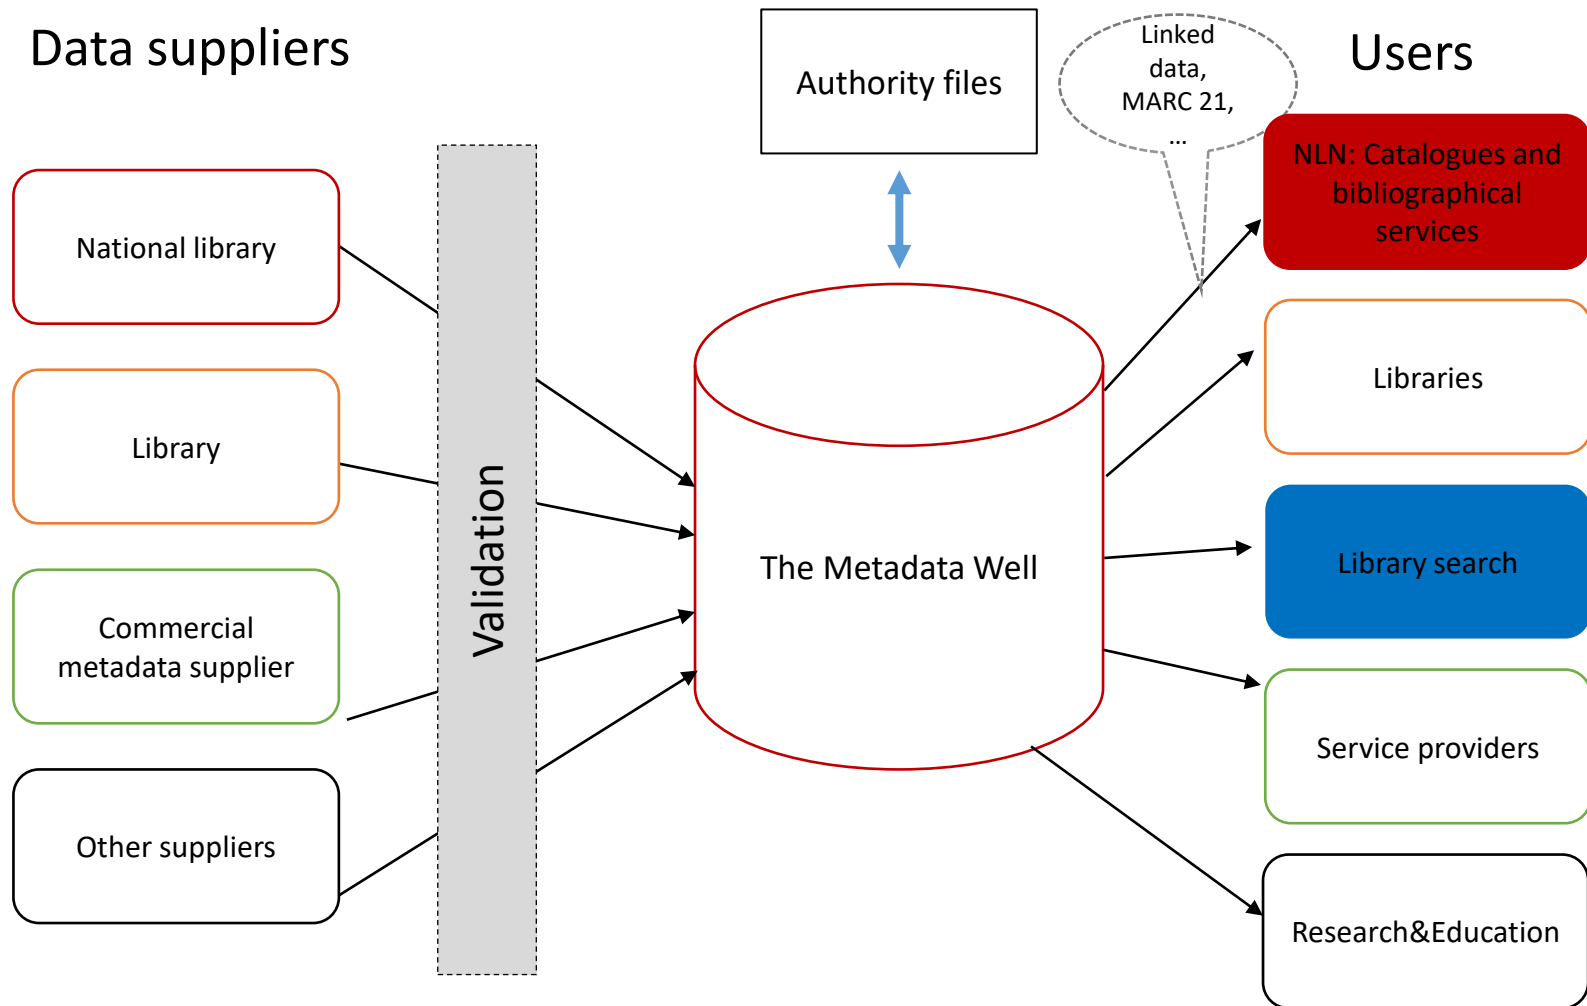 Data suppliers
Authority files
Linked
data,
MARC 21,
...
Users
National library
Library
Commercial
metadata supplier
Other suppliers
Validation
The Metadata Well
NLN: Catalogues and
bibliographical
services
Libraries
Library search
Service providers
Research&Education